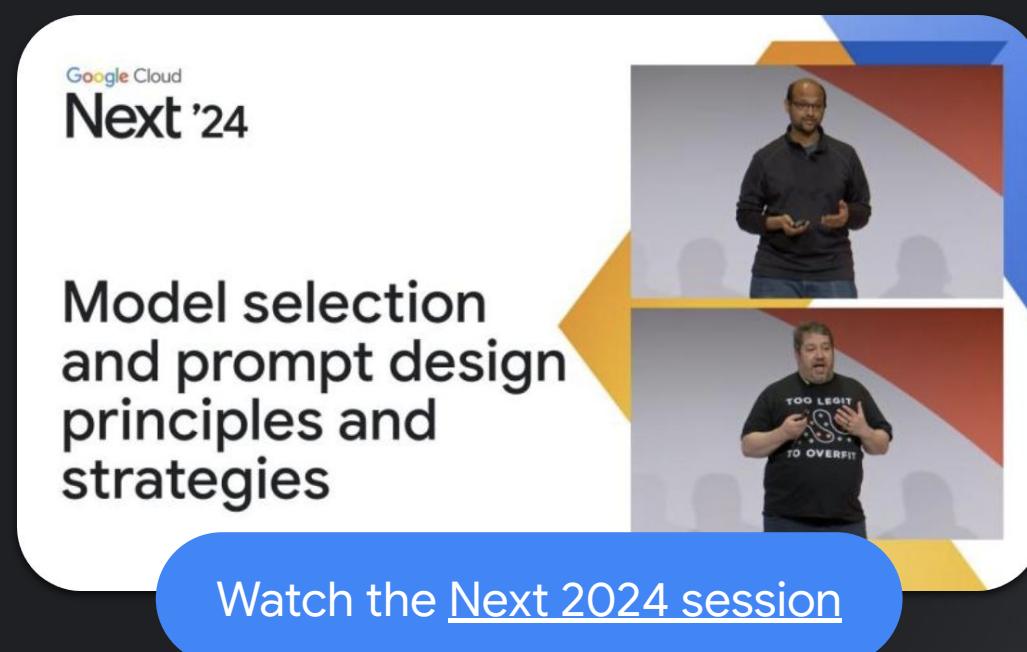 Google Cloud
Next ’24
Model selection
and prompt design
principles and
strategies
TOO LEGIT
TO OVERFIT
Watch the Next 2024 session